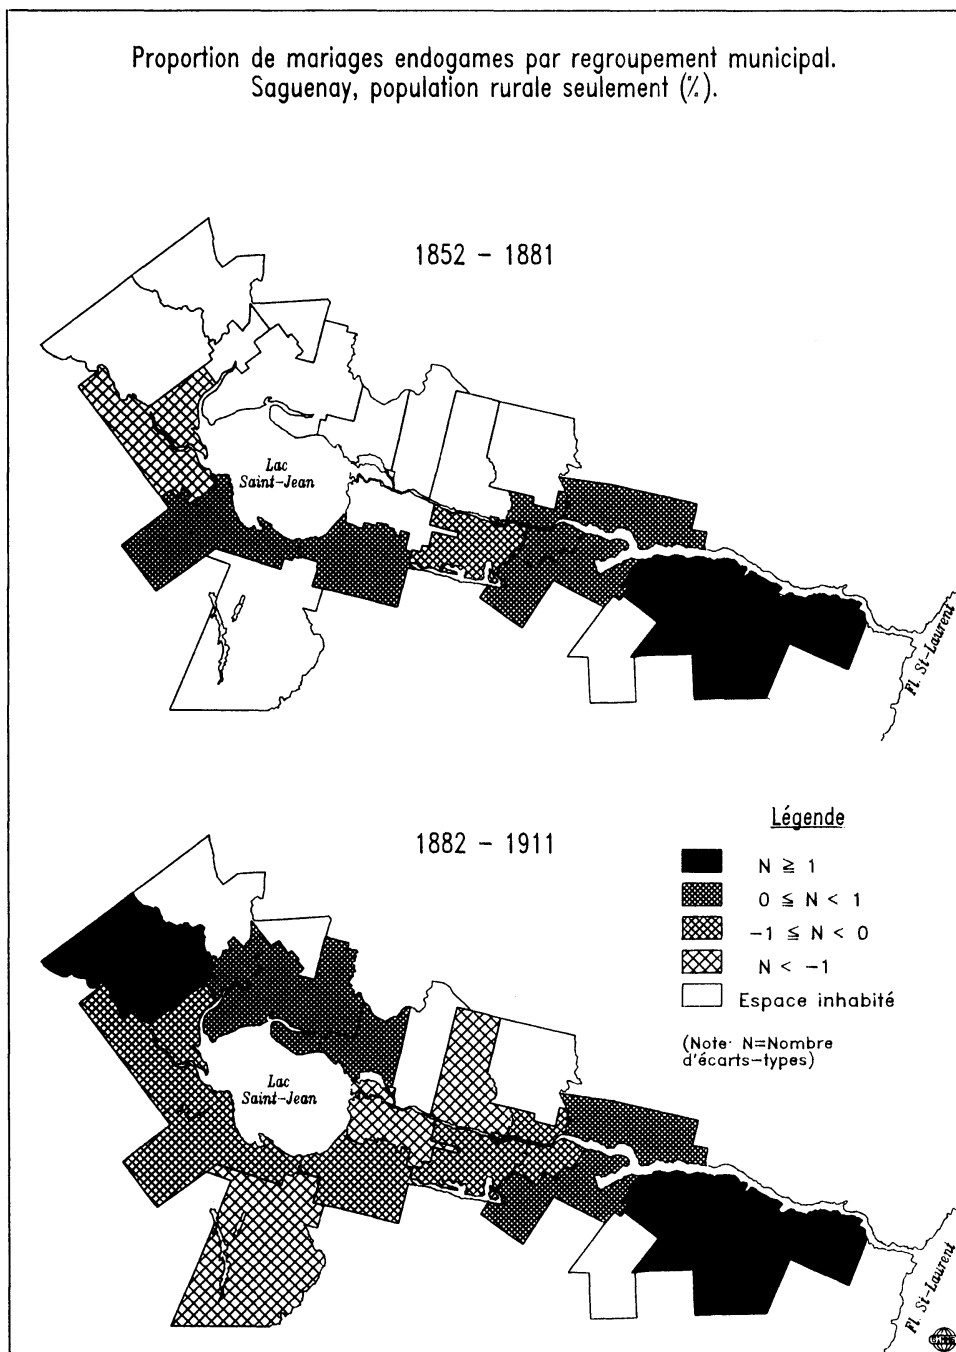 Proportion de mariages endogames par regroupement municipal.
Saguenay, population rurale seulement (%).
1852 - 1881
Lac
Saint-Jean
Fl. St-Laurent
1882 - 1911
Légende
N ≧ 1
0 ≦ N < 1
-1 ≦ N < 0
N < -1
Espace inhabité
(Note: N=Nombre
d'écarts-types)
Lac
Saint-Jean
Fl. St-Laurent